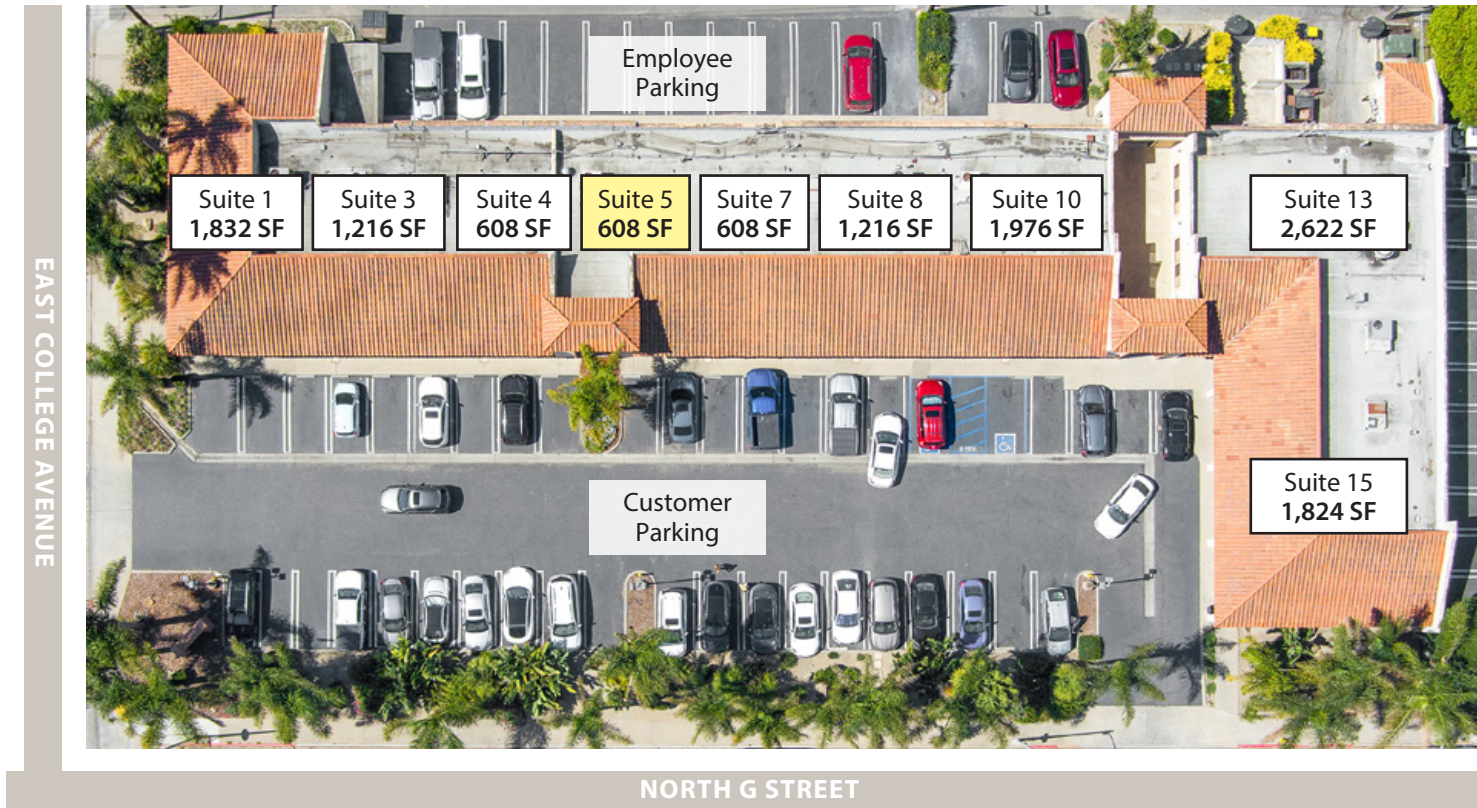 Employee
Parking
Suite 1
1,832 SF
Suite 3
1,216 SF
Suite 4
608 SF
Suite 5
608 SF
Suite 7
608 SF
Suite 8
1,216 SF
Suite 10
1,976 SF
Suite 13
2,622 SF
EAST COLLEGE AVENUE
Customer
Parking
Suite 15
1,824 SF
NORTH G STREET